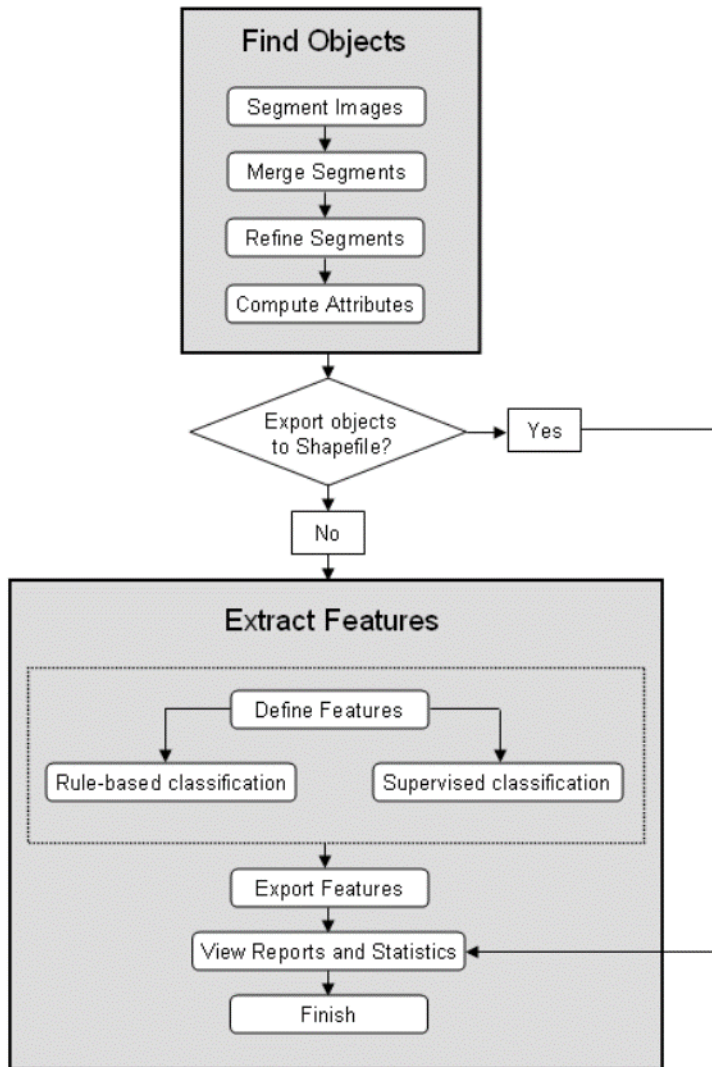 Find Objects
Segment Images
Merge Segments
Refine Segments
Compute Attributes
Export objects
to Shapefile?
Yes
No
Extract Features
Define Features
Rule-based classification
Supervised classification
Export Features
View Reports and Statistics
Finish